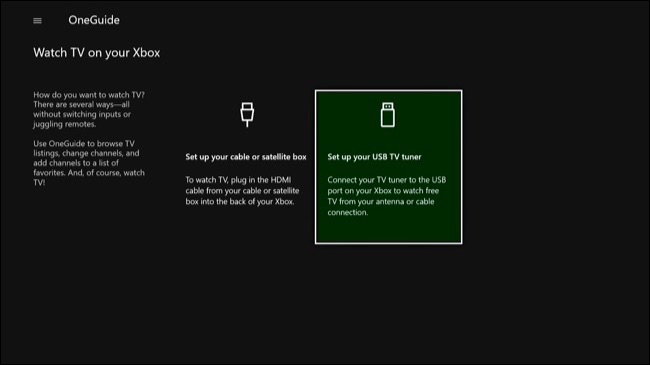 OneGuide
Watch TV on your Xbox
How do you want to watch TV?
There are several ways—all
without switching inputs or
juggling remotes.
Use OneGuide to browse TV
listings, change channels, and
add channels to a list of
favorites. And, of course, watch
TV!
Set up your cable or satellite box
To watch TV, plug in the HDMI
cable from your cable or satellite
box into the back of your Xbox.
Set up your USB TV tuner
Connect your TV tuner to the USB
port on your Xbox to watch free
TV from your antenna or cable
connection.